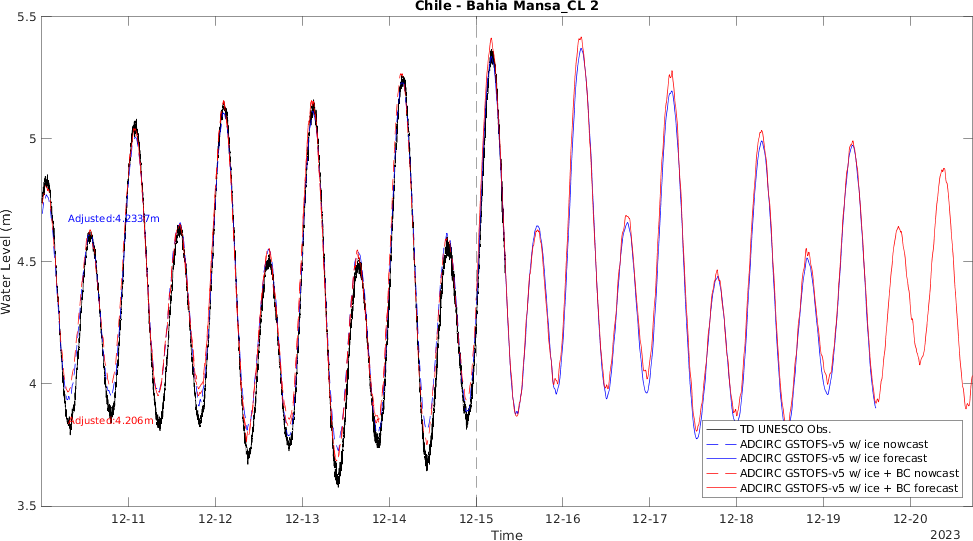 Chile - Bahia Mansa_CL 2
5.5
5
4.5
4
3.5
Water Level (m)
Adjusted:4.2337m
Adjusted:4.206m
TD UNESCO Obs.
ADCIRC GSTOFS-v5 w/ ice nowcast
ADCIRC GSTOFS-v5 w/ ice forecast
ADCIRC GSTOFS-v5 w/ ice + BC nowcast
ADCIRC GSTOFS-v5 w/ ice + BC forecast
12-11 12-12 12-13 12-14 12-15 12-16 12-17 12-18 12-19 12-20
Time
2023